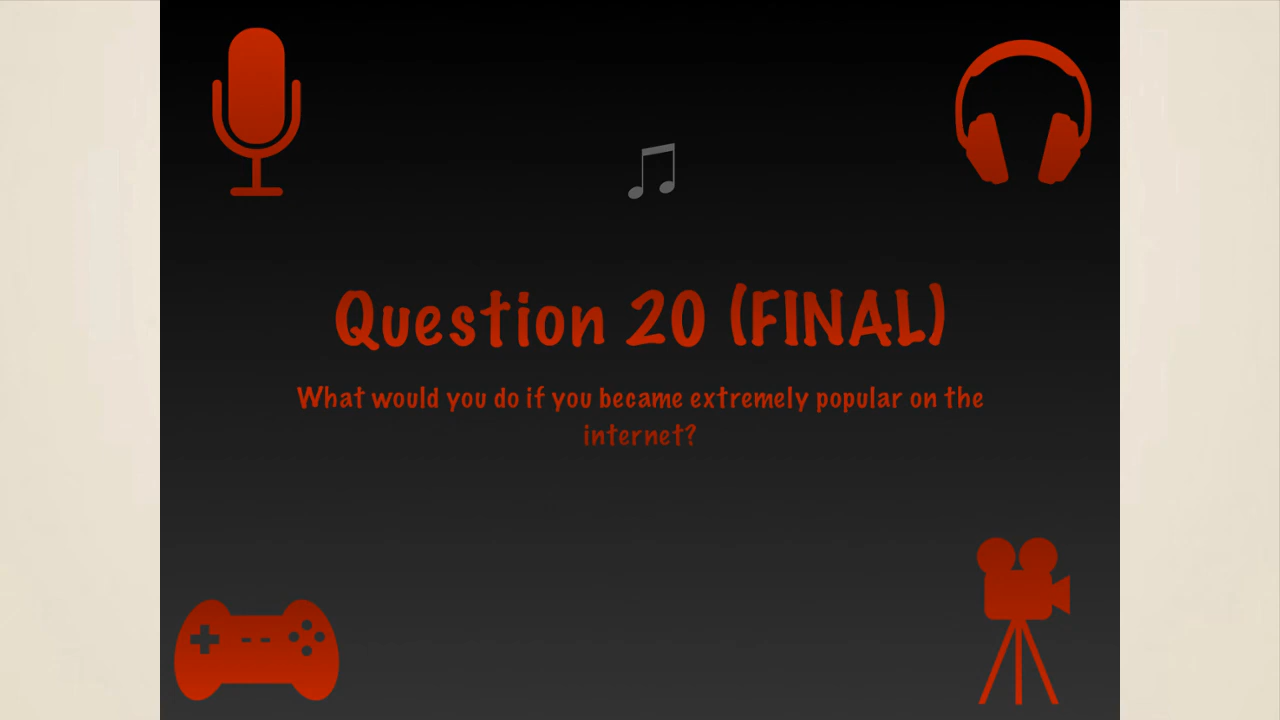 Question 20 (FINAL)
What would you do if you became extremely popular on the
internet?